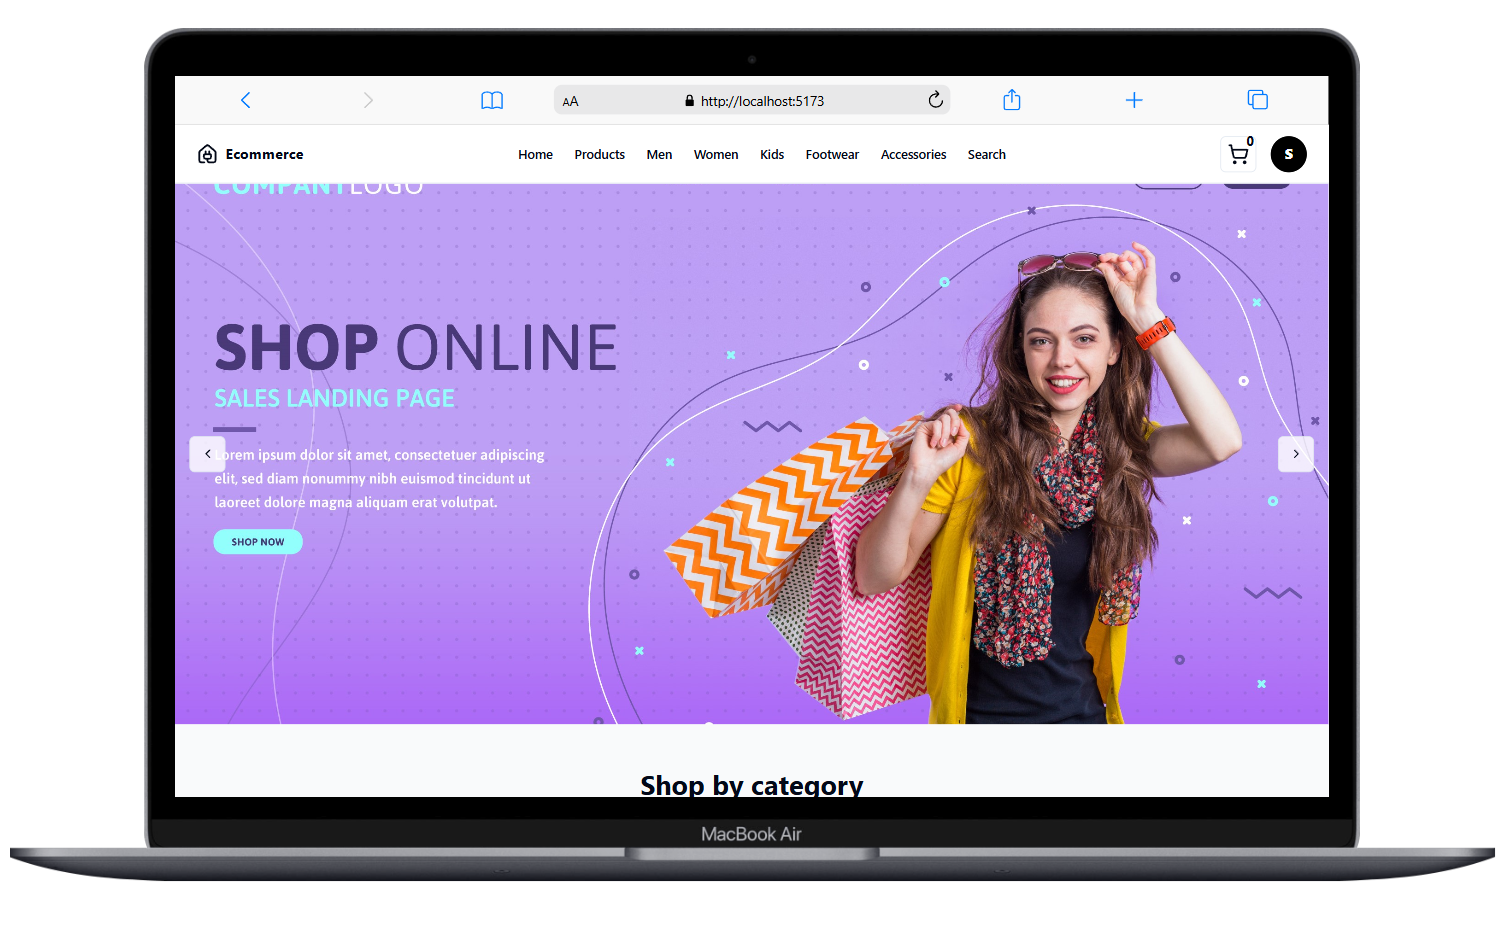 AA http://localhost:5173
Ecommerce Home Products Men Women Kids Footwear Accessories Search 0 S
COMPANYLOGO
SHOP ONLINE
SALES LANDING PAGE
Lorem ipsum dolor sit amet, consectetuer adipiscing
elit, sed diam nonummy nibh euismod tincidunt ut
laoreet dolore magna aliquam erat volutpat.
SHOP NOW
Shop by category
MacBook Air